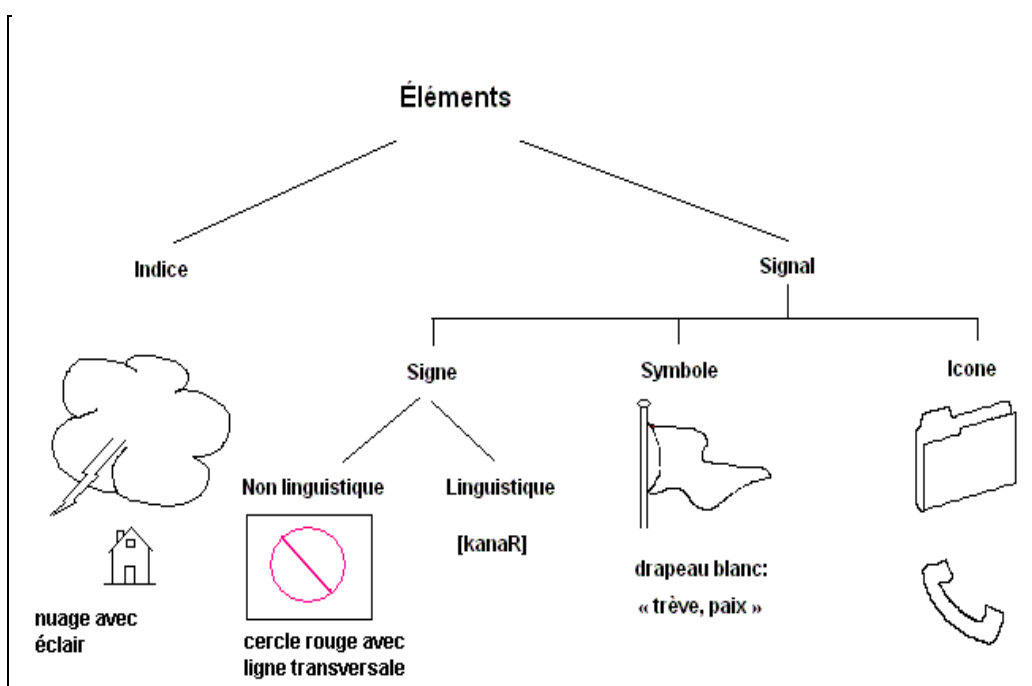 Éléments
Indice
Signal
Signe
Symbole
Icone
Non linguistique
Linguistique
[kanaR]
drapeau blanc:
« trève, paix »
nuage avec
éclair
cercle rouge avec
ligne transversale